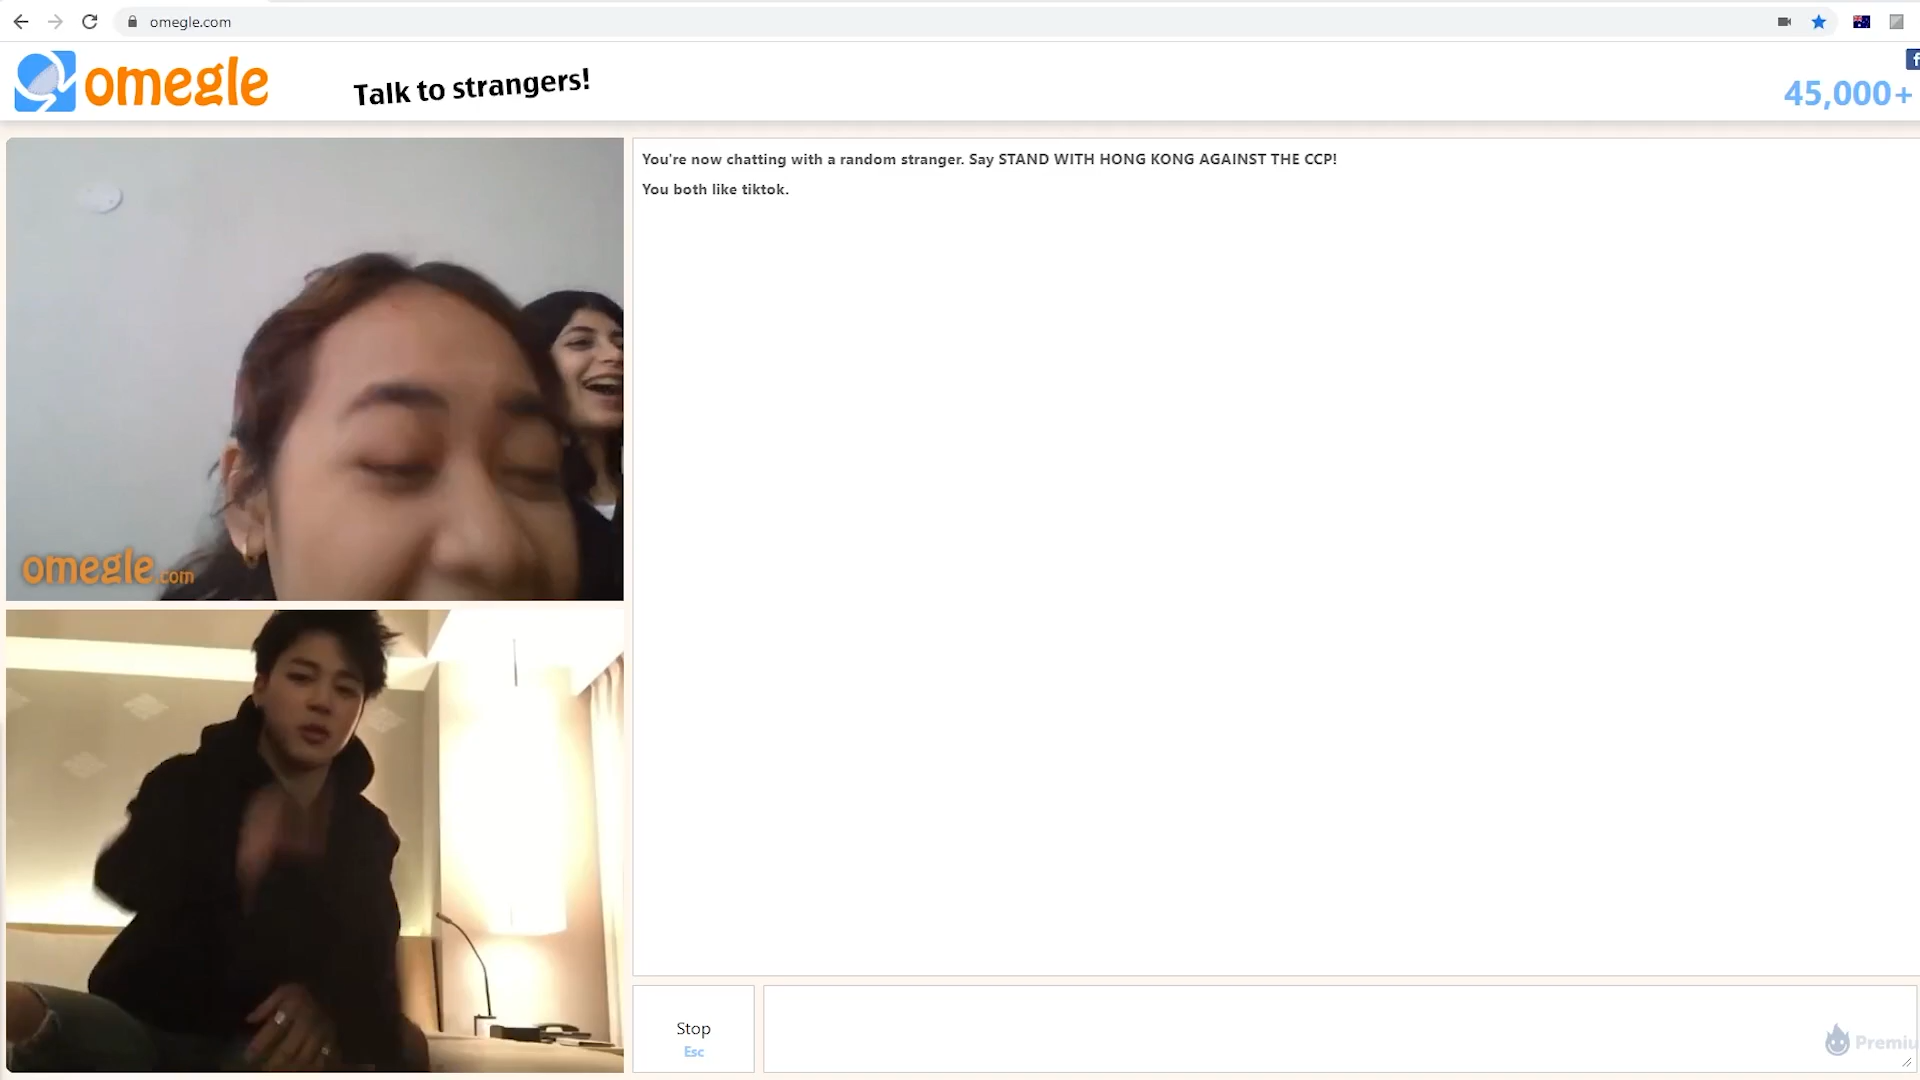 omegle.com
omegle
Talk to strangers!
45,000+
You're now chatting with a random stranger. Say STAND WITH HONG KONG AGAINST THE CCP!
You both like tiktok.
omegle.com
Stop
Esc
Premiu